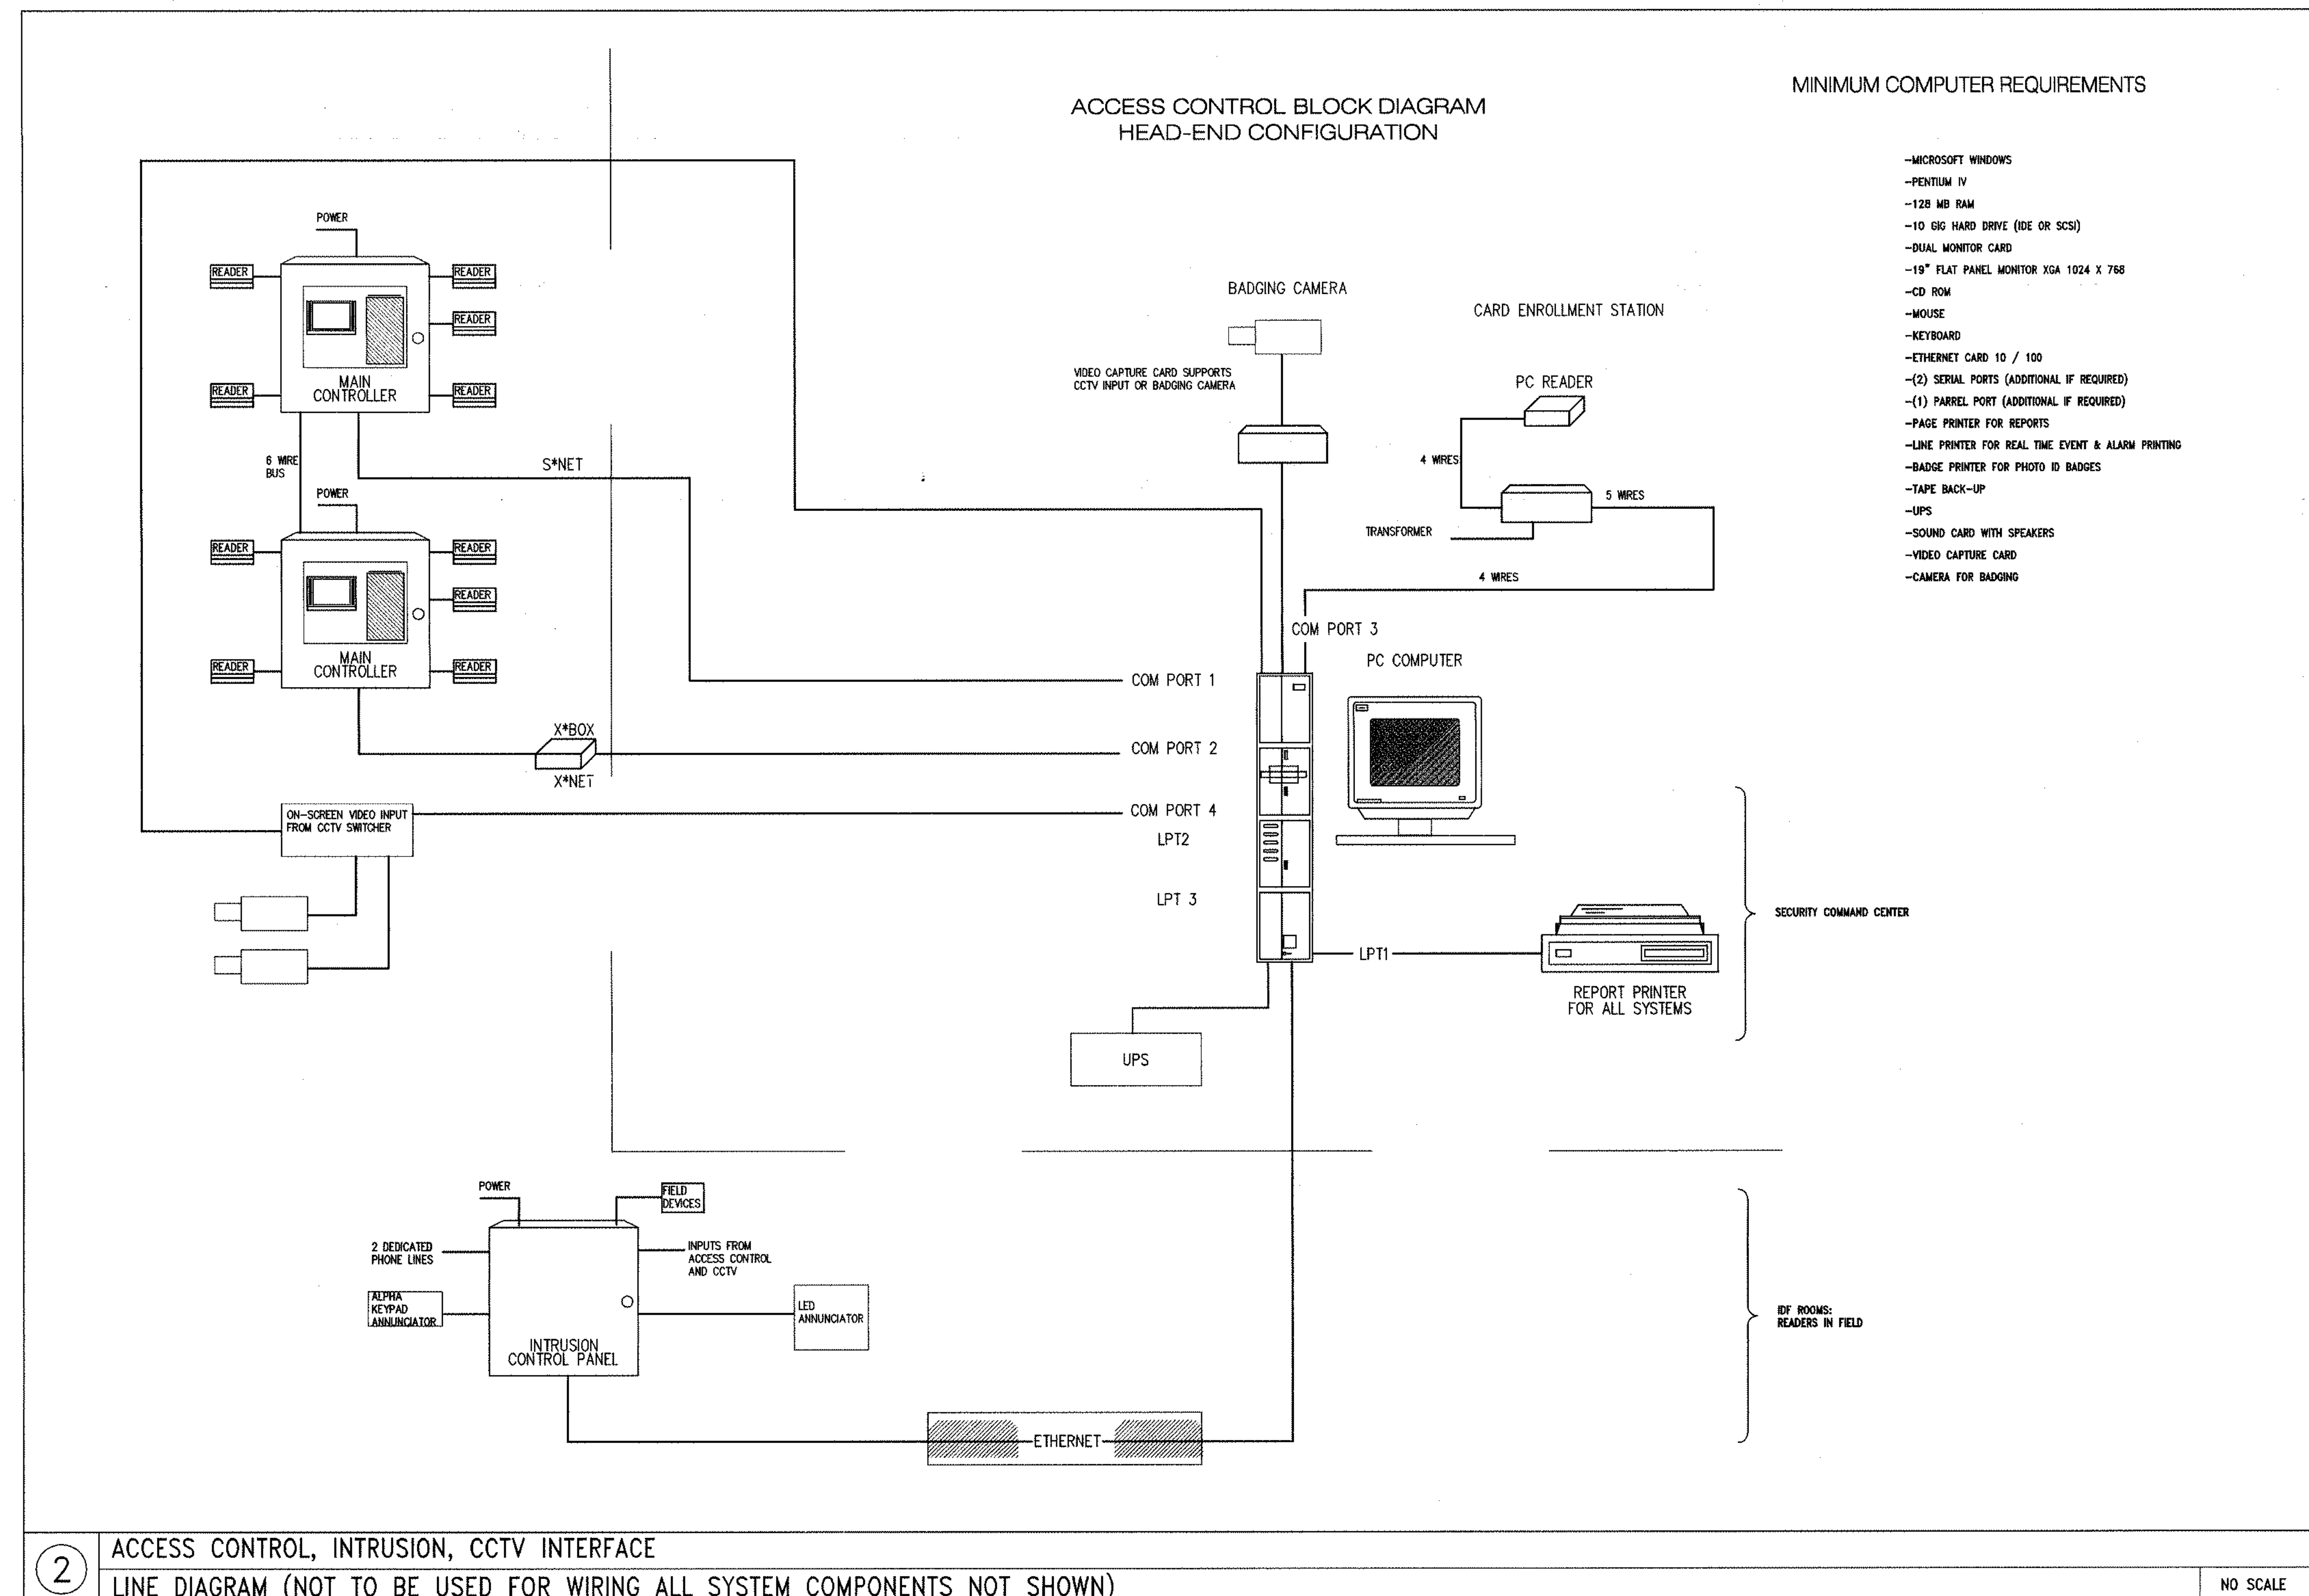 ACCESS CONTROL BLOCK DIAGRAM
HEAD-END CONFIGURATION
MINIMUM COMPUTER REQUIREMENTS
-MICROSOFT WINDOWS
-PENTIUM IV
-128 MB RAM
-10 GIG HARD DRIVE (IDE OR SCSI)
-DUAL MONITOR CARD
-19" FLAT PANEL MONITOR XGA 1024 X 768
-CD ROM
-MOUSE
-KEYBOARD
-ETHERNET CARD 10 / 100
-(2) SERIAL PORTS (ADDITIONAL IF REQUIRED)
-(1) PARREL PORT (ADDITIONAL IF REQUIRED)
-PAGE PRINTER FOR REPORTS
-LINE PRINTER FOR REAL TIME EVENT & ALARM PRINTING
-BADGE PRINTER FOR PHOTO ID BADGES
-TAPE BACK-UP
-UPS
-SOUND CARD WITH SPEAKERS
-VIDEO CAPTURE CARD
-CAMERA FOR BADGING
POWER
READER
READER
READER
READER
READER
MAIN
CONTROLLER
6 WIRE
BUS
S*NET
POWER
READER
READER
READER
READER
READER
MAIN
CONTROLLER
X*BOX
X*NET
ON-SCREEN VIDEO INPUT
FROM CCTV SWITCHER
BADGING CAMERA
VIDEO CAPTURE CARD SUPPORTS
CCTV INPUT OR BADGING CAMERA
CARD ENROLLMENT STATION
PC READER
4 WIRES
5 WIRES
TRANSFORMER
4 WIRES
COM PORT 3
PC COMPUTER
COM PORT 1
COM PORT 2
COM PORT 4
LPT2
LPT 3
LPT1
REPORT PRINTER
FOR ALL SYSTEMS
SECURITY COMMAND CENTER
UPS
POWER
FIELD
DEVICES
2 DEDICATED
PHONE LINES
INPUTS FROM
ACCESS CONTROL
AND CCTV
ALPHA
KEYPAD
ANNUNCIATOR
LED
ANNUNCIATOR
INTRUSION
CONTROL PANEL
ETHERNET
IDF ROOMS:
READERS IN FIELD
2
ACCESS CONTROL, INTRUSION, CCTV INTERFACE
LINE DIAGRAM (NOT TO BE USED FOR WIRING ALL SYSTEM COMPONENTS NOT SHOWN)
NO SCALE